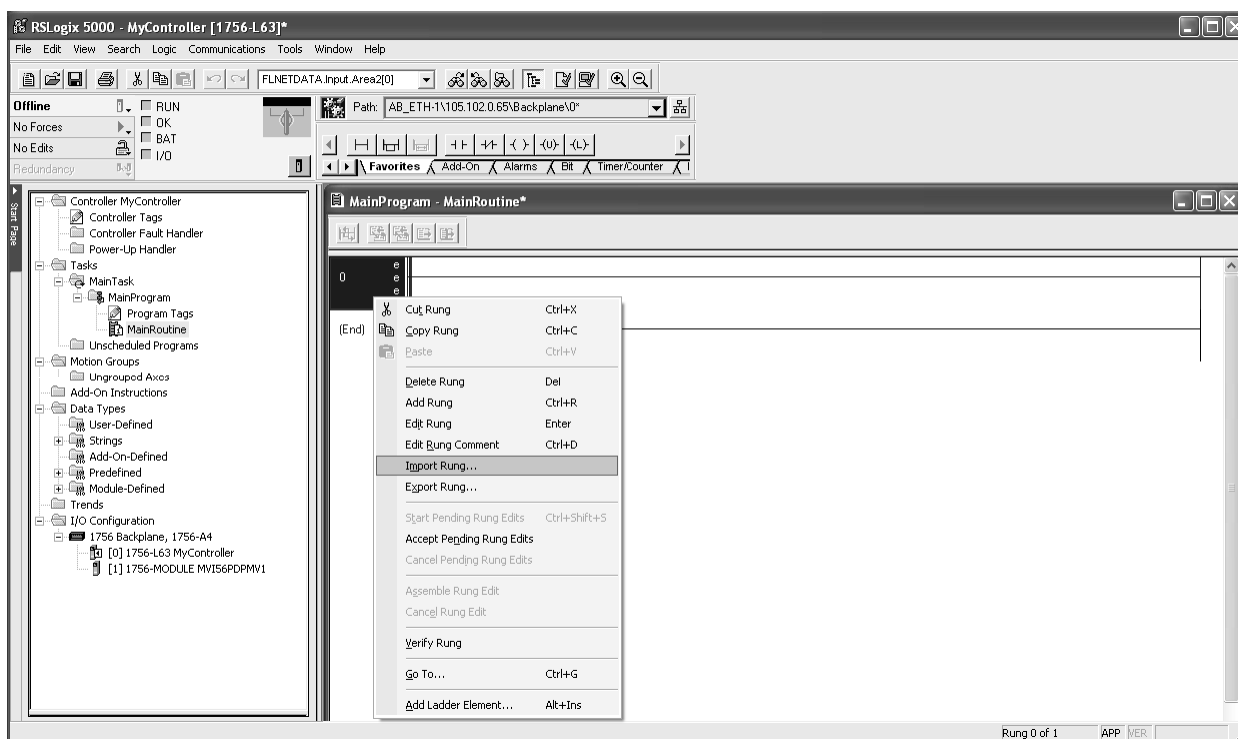 RSLogix 5000 - MyController [1756-L63]*
File Edit View Search Logic Communications Tools Window Help
FLNETDATA.Input.Area2[0]
Offline
RUN
No Forces
OK
No Edits
BAT
I/O
Redundancy
Path: AB_ETH-1\105.102.0.65\Backplane\0*
Favorites Add-On Alarms Bit Timer/Counter
Start Page
Controller MyController
Controller Tags
Controller Fault Handler
Power-Up Handler
Tasks
MainTask
MainProgram
Program Tags
MainRoutine
Unscheduled Programs
Motion Groups
Ungrouped Axes
Add-On Instructions
Data Types
User-Defined
Strings
Add-On-Defined
Predefined
Module-Defined
Trends
I/O Configuration
1756 Backplane, 1756-A4
[0] 1756-L63 MyController
[1] 1756-MODULE MVI56PDPMV1
MainProgram - MainRoutine*
e
0 e
e
(End)
Cut Rung Ctrl+X
Copy Rung Ctrl+C
Paste Ctrl+V
Delete Rung Del
Add Rung Ctrl+R
Edit Rung Enter
Edit Rung Comment Ctrl+D
Import Rung...
Export Rung...
Start Pending Rung Edits Ctrl+Shift+S
Accept Pending Rung Edits
Cancel Pending Rung Edits
Assemble Rung Edit
Cancel Rung Edit
Verify Rung
Go To... Ctrl+G
Add Ladder Element... Alt+Ins
Rung 0 of 1 APP VER